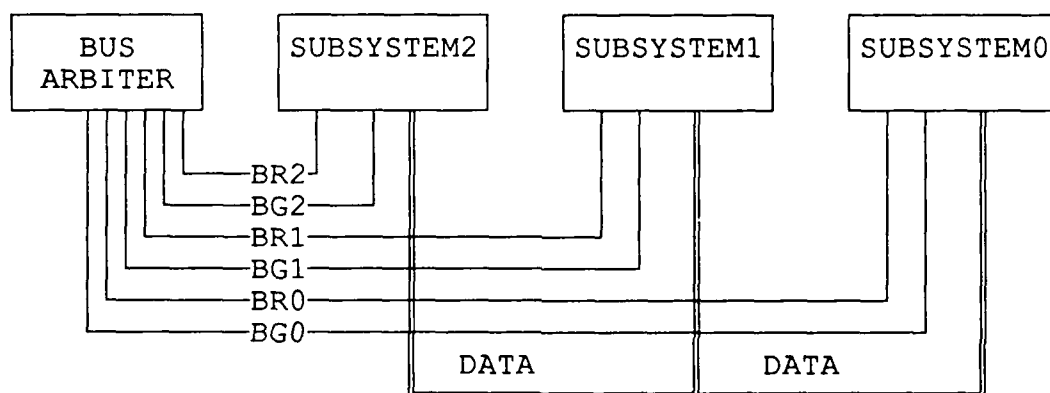 BUS
ARBITER
SUBSYSTEM2
SUBSYSTEM1
SUBSYSTEM0
BR2
BG2
BR1
BG1
BR0
BG0
DATA
DATA